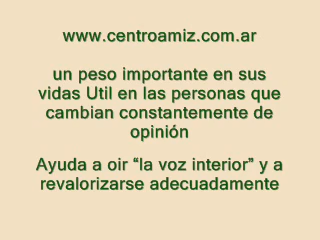 www.centroamiz.com.ar
un peso importante en sus
vidas Util en las personas que
cambian constantemente de
opinión
Ayuda a oir “la voz interior” y a
revalorizarse adecuadamente